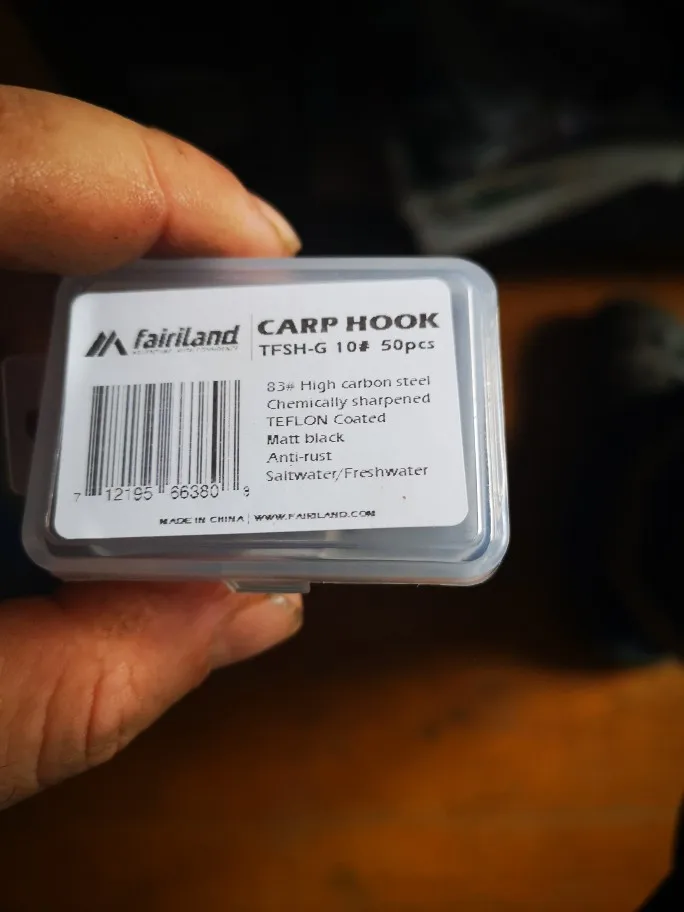 fairiland
CARP HOOK
TFSH-G 10# 50pcs
83# High carbon steel
Chemically sharpened
TEFLON Coated
Matt black
Anti-rust
Saltwater/Freshwater
7 12195 66380 9
MADE IN CHINA | WWW.FAIRILAND.COM